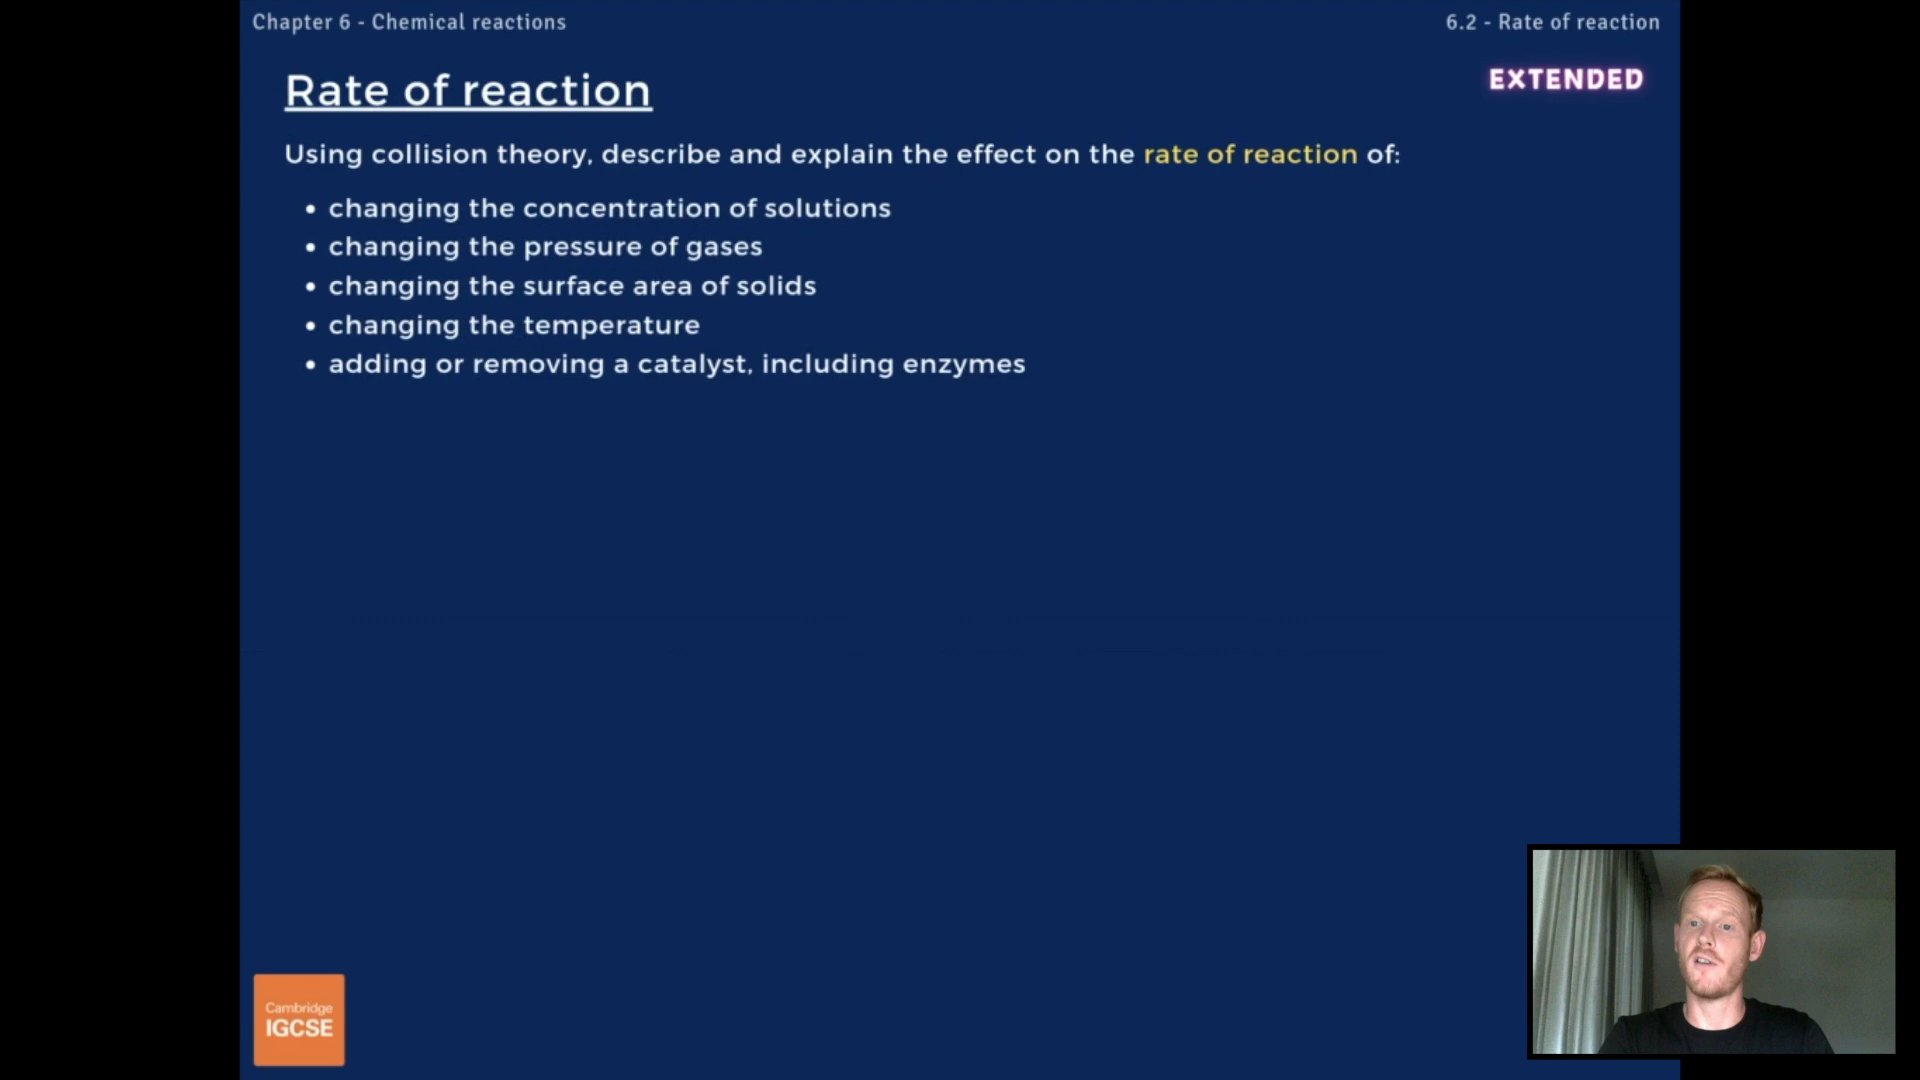 Chapter 6 - Chemical reactions
6.2 - Rate of reaction
Rate of reaction
EXTENDED
Using collision theory, describe and explain the effect on the rate of reaction of:
• changing the concentration of solutions
• changing the pressure of gases
• changing the surface area of solids
• changing the temperature
• adding or removing a catalyst, including enzymes
Cambridge
IGCSE